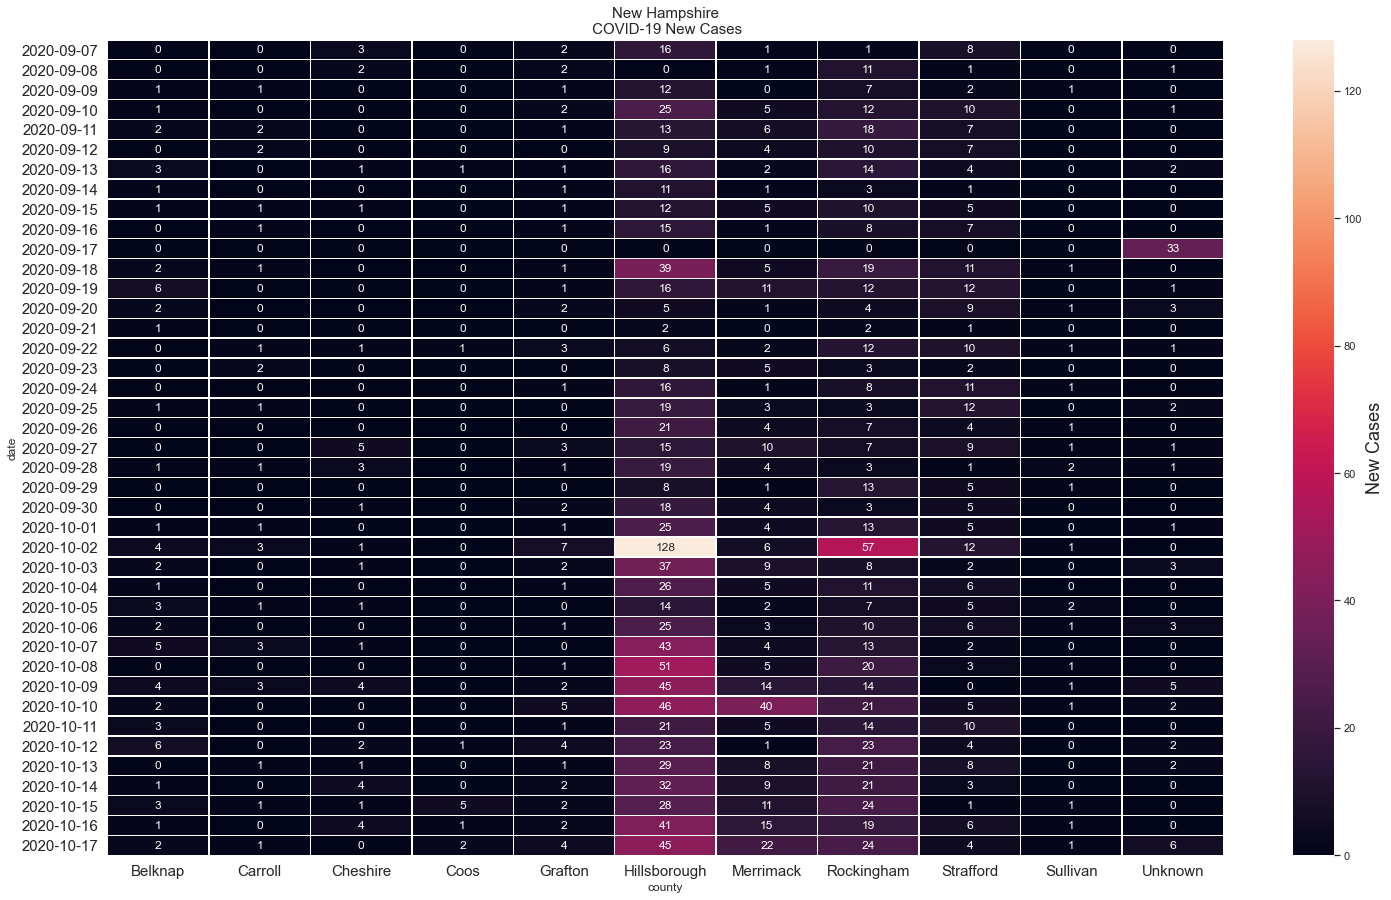 New Hampshire
COVID-19 New Cases
2020-09-07 0 0 3 0 2 16 1 1 8 0 0
2020-09-08 0 0 2 0 2 0 1 11 1 0 1
2020-09-09 1 1 0 0 1 12 0 7 2 1 0
2020-09-10 1 0 0 0 2 25 5 12 10 0 1
2020-09-11 2 2 0 0 1 13 6 18 7 0 0
2020-09-12 0 2 0 0 0 9 4 10 7 0 0
2020-09-13 3 0 1 1 1 16 2 14 4 0 2
2020-09-14 1 0 0 0 1 11 1 3 1 0 0
2020-09-15 1 1 1 0 1 12 5 10 5 0 0
2020-09-16 0 1 0 0 1 15 1 8 7 0 0
2020-09-17 0 0 0 0 0 0 0 0 0 0 33
2020-09-18 2 1 0 0 1 39 5 19 11 1 0
2020-09-19 6 0 0 0 1 16 11 12 12 0 1
2020-09-20 2 0 0 0 2 5 1 4 9 1 3
2020-09-21 1 0 0 0 0 2 0 2 1 0 0
2020-09-22 0 1 1 1 3 6 2 12 10 1 1
2020-09-23 0 2 0 0 0 8 5 3 2 0 0
2020-09-24 0 0 0 0 1 16 1 8 11 1 0
2020-09-25 1 1 0 0 0 19 3 3 12 0 2
2020-09-26 0 0 0 0 0 21 4 7 4 1 0
2020-09-27 0 0 5 0 3 15 10 7 9 1 1
2020-09-28 1 1 3 0 1 19 4 3 1 2 1
2020-09-29 0 0 0 0 0 8 1 13 5 1 0
2020-09-30 0 0 1 0 2 18 4 3 5 0 0
2020-10-01 1 1 0 0 1 25 4 13 5 0 1
2020-10-02 4 3 1 0 7 128 6 57 12 1 0
2020-10-03 2 0 1 0 2 37 9 8 2 0 3
2020-10-04 1 0 0 0 1 26 5 11 6 0 0
2020-10-05 3 1 1 0 0 14 2 7 5 2 0
2020-10-06 2 0 0 0 1 25 3 10 6 1 3
2020-10-07 5 3 1 0 0 43 4 13 2 0 0
2020-10-08 0 0 0 0 1 51 5 20 3 1 0
2020-10-09 4 3 4 0 2 45 14 14 0 1 5
2020-10-10 2 0 0 0 5 46 40 21 5 1 2
2020-10-11 3 0 0 0 1 21 5 14 10 0 0
2020-10-12 6 0 2 1 4 23 1 23 4 0 2
2020-10-13 0 1 1 0 1 29 8 21 8 0 2
2020-10-14 1 0 4 0 2 32 9 21 3 0 0
2020-10-15 3 1 1 5 2 28 11 24 1 1 0
2020-10-16 1 0 4 1 2 41 15 19 6 1 0
2020-10-17 2 1 0 2 4 45 22 24 4 1 6
Belknap Carroll Cheshire Coos Grafton Hillsborough Merrimack Rockingham Strafford Sullivan Unknown
county
date
120
100
80
60
40
20
0
New Cases